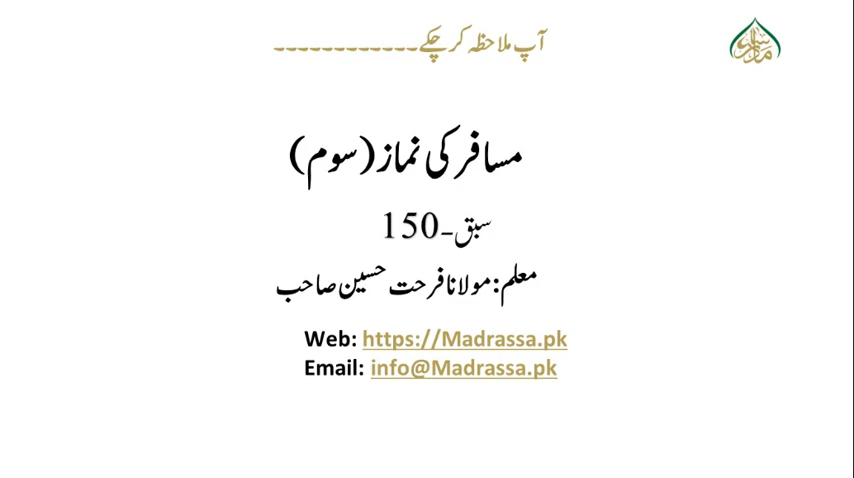 آپ ملاحظہ کر چکے ------------
مسافر کی نماز (سوم)
سبق-150
معلم: مولانا فرحت حسین صاحب
Web: https://Madrassa.pk
Email: info@Madrassa.pk